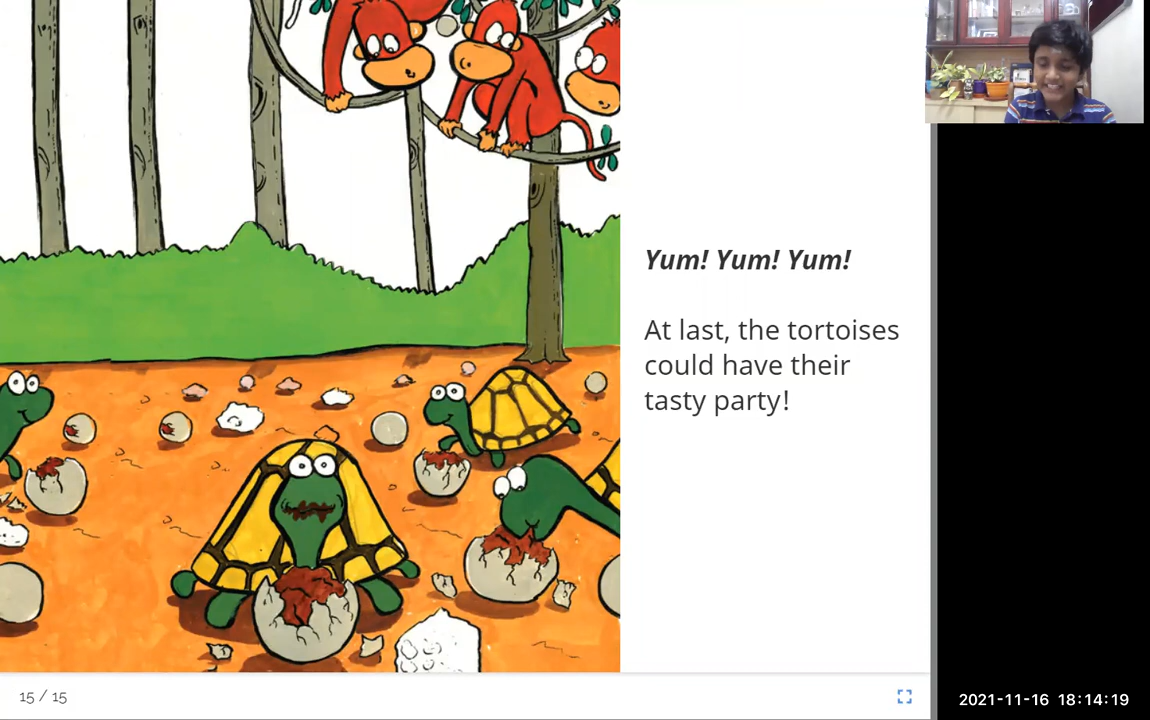 Yum! Yum! Yum!
At last, the tortoises
could have their
tasty party!
15 / 15
2021-11-16 18:14:19